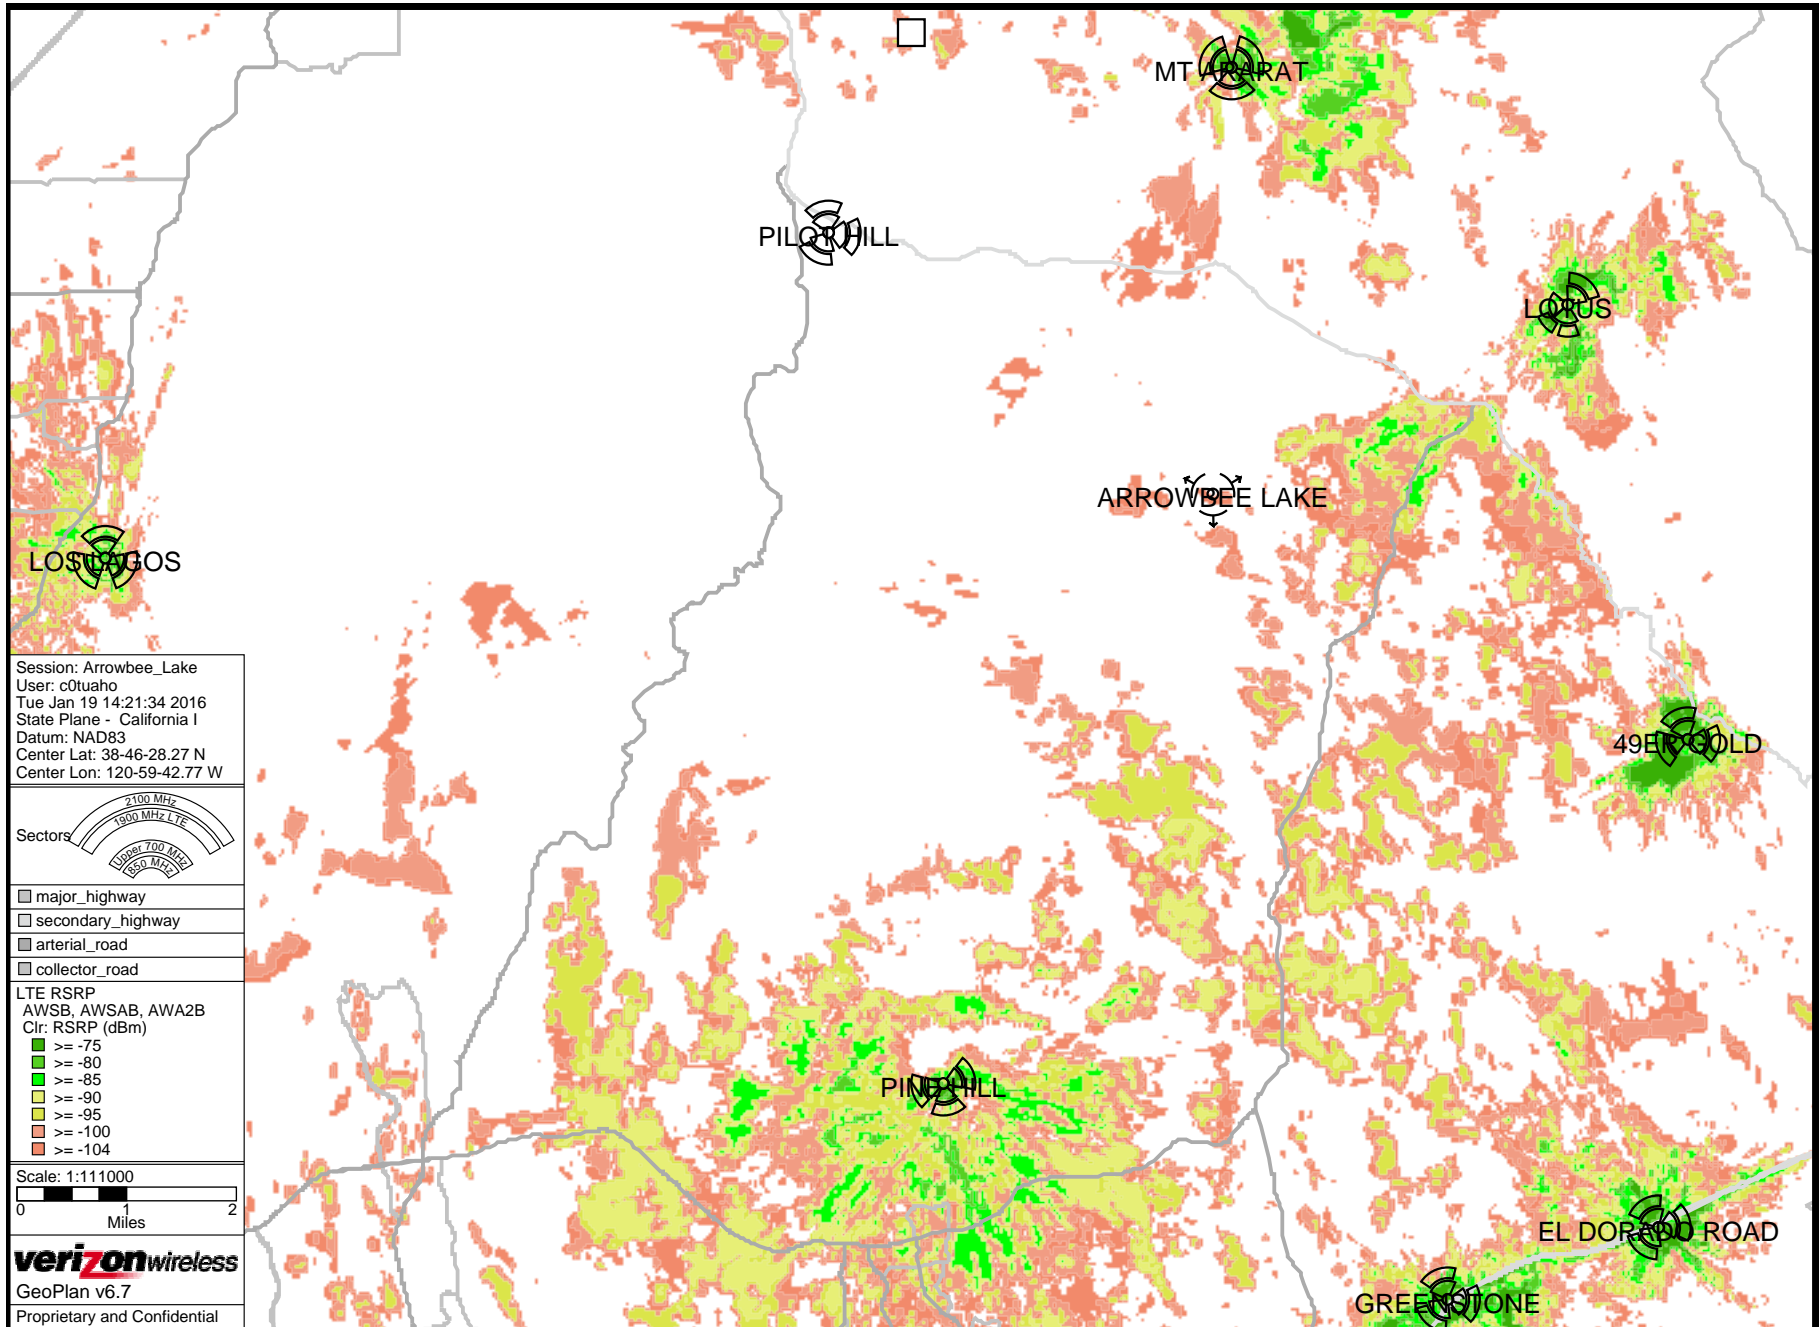 MT ARARAT
PILOT HILL
LOTUS
ARROWBEE LAKE
LOS LAGOS
49ER GOLD
PINE HILL
EL DORADO ROAD
GREENSTONE
Session: Arrowbee_Lake
User: c0tuaho
Tue Jan 19 14:21:34 2016
State Plane - California I
Datum: NAD83
Center Lat: 38-46-28.27 N
Center Lon: 120-59-42.77 W
Sectors
2100 MHz
1900 MHz LTE
Upper 700 MHz
850 MHz
major_highway
secondary_highway
arterial_road
collector_road
LTE RSRP
AWSB, AWSAB, AWA2B
Clr: RSRP (dBm)
>= -75
>= -80
>= -85
>= -90
>= -95
>= -100
>= -104
Scale: 1:111000
0 1 2
Miles
verizonwireless
GeoPlan v6.7
Proprietary and Confidential